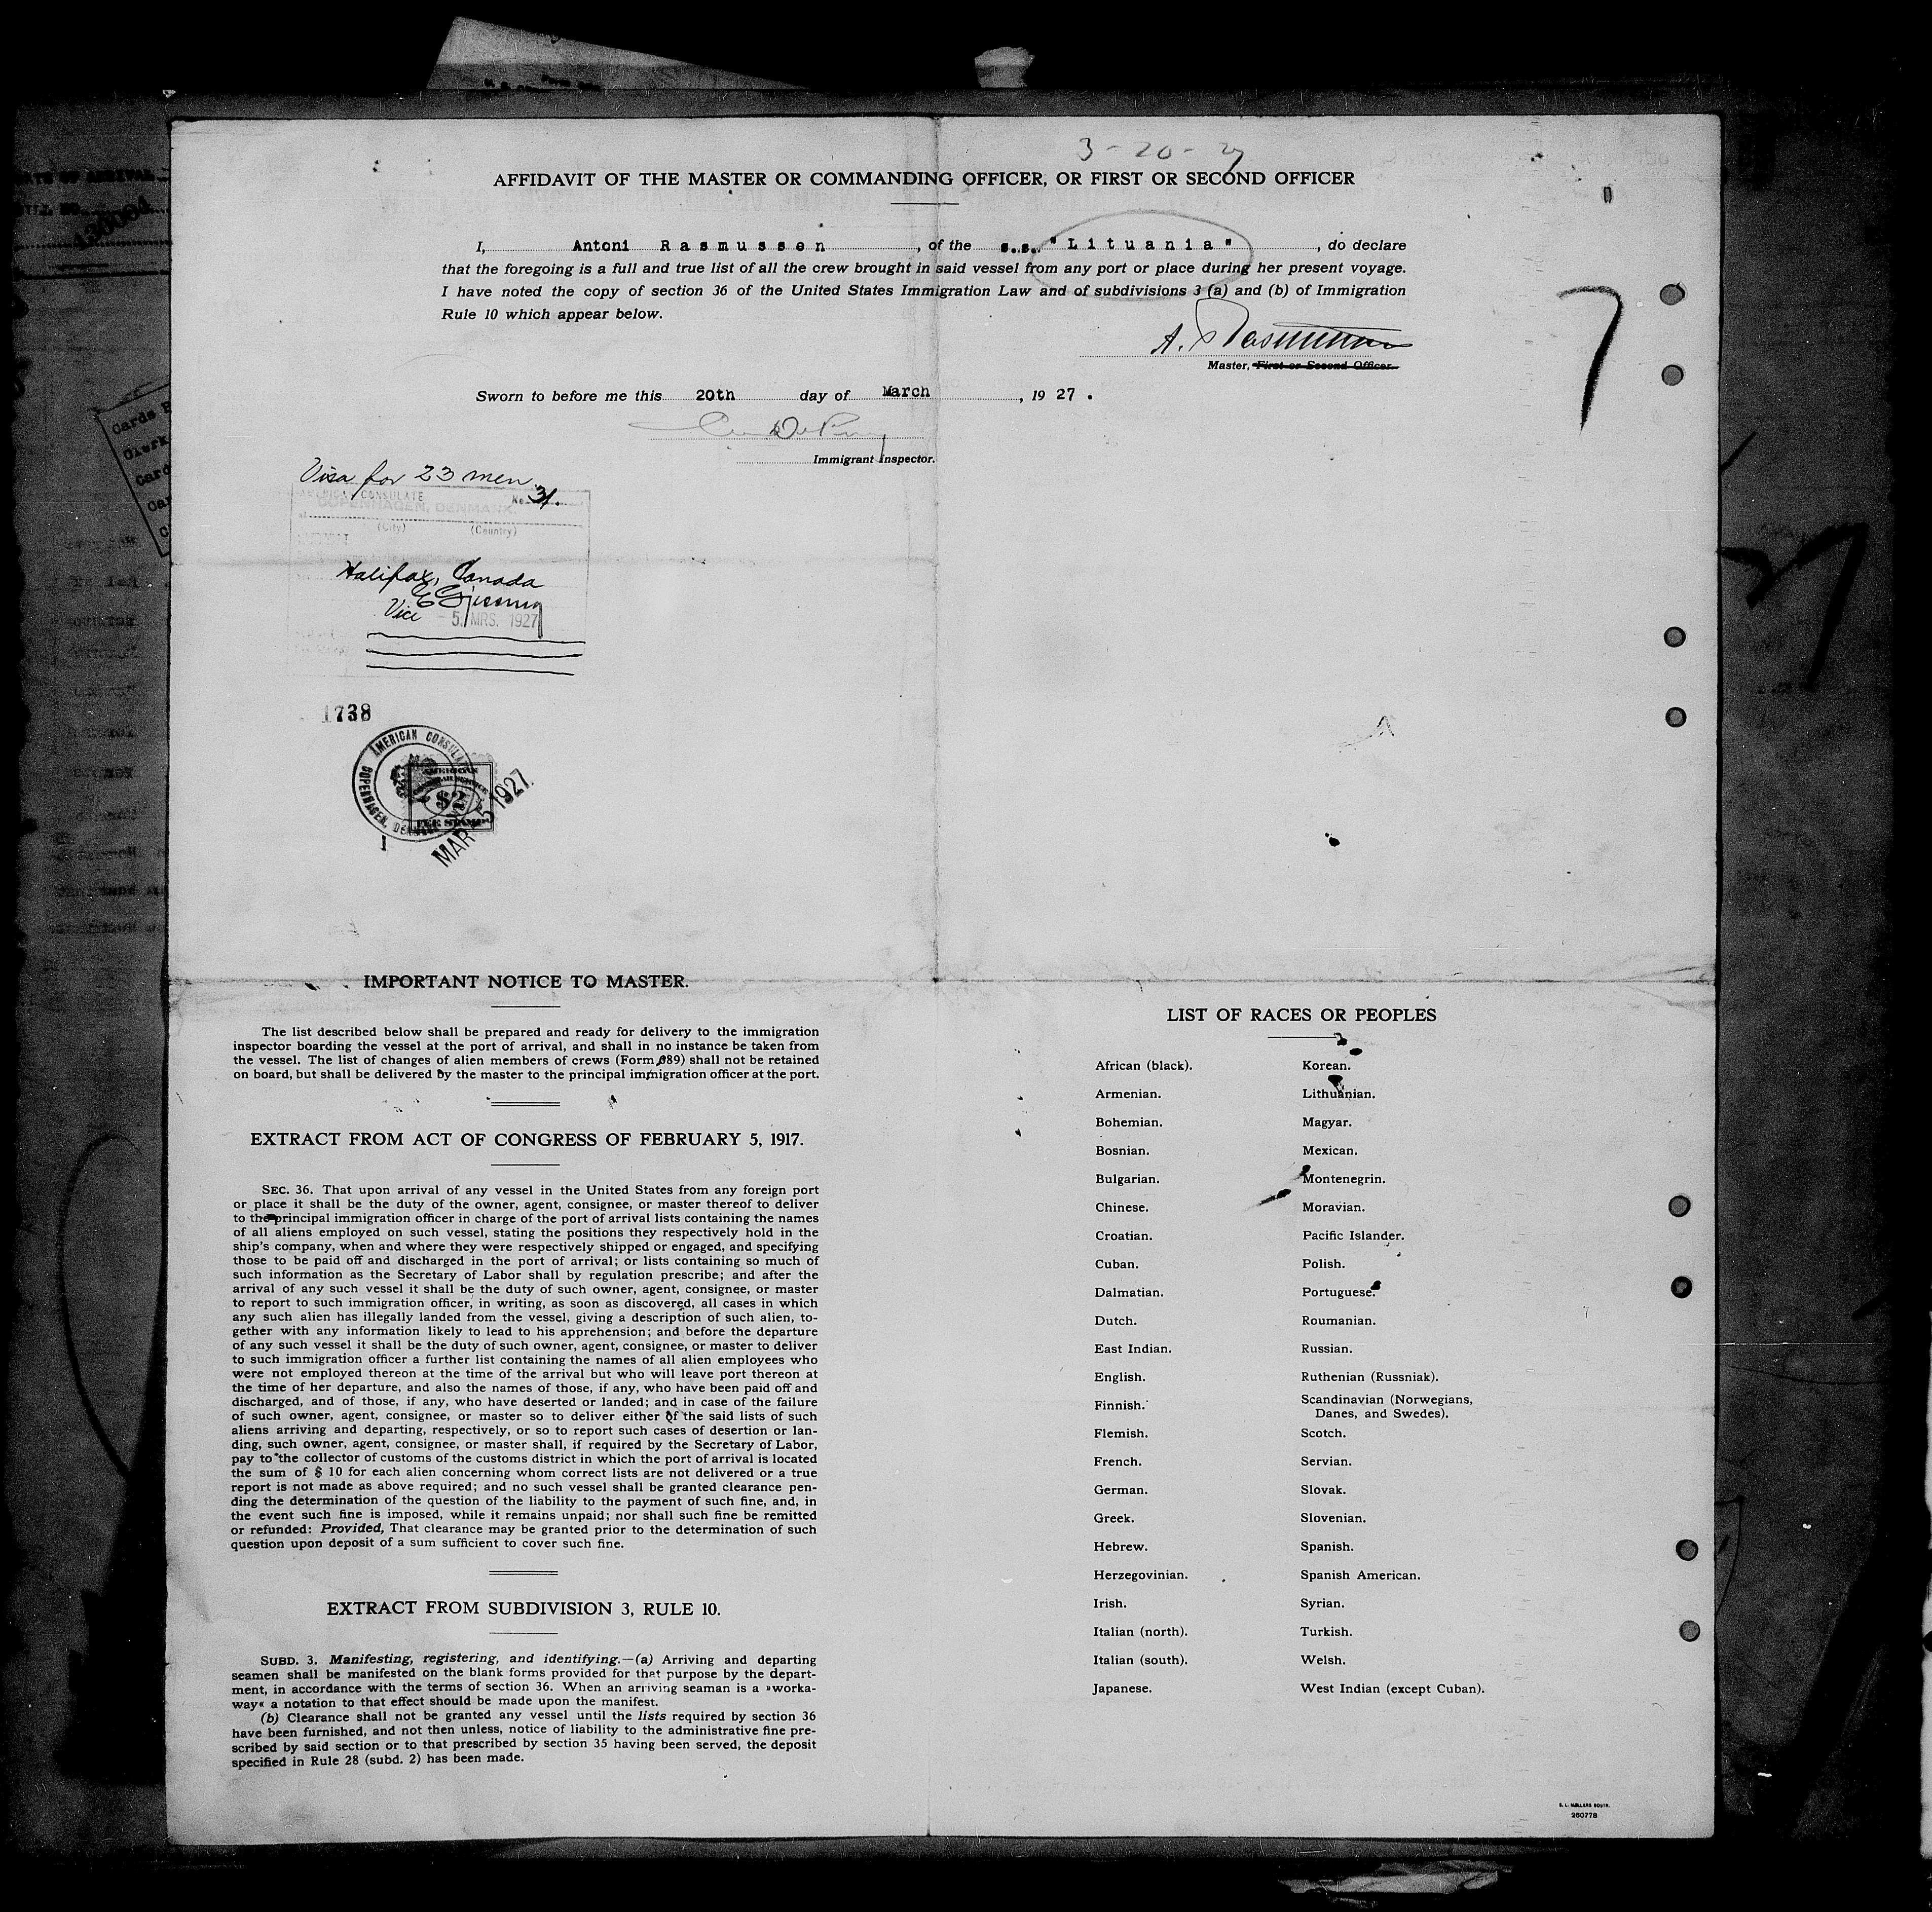 3-20-27
AFFIDAVIT OF THE MASTER OR COMMANDING OFFICER, OR FIRST OR SECOND OFFICER
I, Antoni Rasmussen, of the s.s. "Lituania", do declare
that the foregoing is a full and true list of all the crew brought in said vessel from any port or place during her present voyage.
I have noted the copy of section 36 of the United States Immigration Law and of subdivisions 3 (a) and (b) of Immigration
Rule 10 which appear below.
A. Rasmussen
Master, First or Second Officer.
7
Sworn to before me this 20th day of March, 1927.
Immigrant Inspector.
Visa for 23 men.
AMERICAN CONSULATE No. 31.
COPENHAGEN, DENMARK.
(City) (Country)
Halifax, Canada
Vice
5. MRS. 1927
1738
AMERICAN CONSULATE
COPENHAGEN, DENMARK
AMERICAN
$2
FEE STAMP
MAR 5 1927
IMPORTANT NOTICE TO MASTER.
The list described below shall be prepared and ready for delivery to the immigration
inspector boarding the vessel at the port of arrival, and shall in no instance be taken from
the vessel. The list of changes of alien members of crews (Form 689) shall not be retained
on board, but shall be delivered by the master to the principal immigration officer at the port.
EXTRACT FROM ACT OF CONGRESS OF FEBRUARY 5, 1917.
SEC. 36. That upon arrival of any vessel in the United States from any foreign port
or place it shall be the duty of the owner, agent, consignee, or master thereof to deliver
to the principal immigration officer in charge of the port of arrival lists containing the names
of all aliens employed on such vessel, stating the positions they respectively hold in the
ship's company, when and where they were respectively shipped or engaged, and specifying
those to be paid off and discharged in the port of arrival; or lists containing so much of
such information as the Secretary of Labor shall by regulation prescribe; and after the
arrival of any such vessel it shall be the duty of such owner, agent, consignee, or master
to report to such immigration officer, in writing, as soon as discovered, all cases in which
any such alien has illegally landed from the vessel, giving a description of such alien, to-
gether with any information likely to lead to his apprehension; and before the departure
of any such vessel it shall be the duty of such owner, agent, consignee, or master to deliver
to such immigration officer a further list containing the names of all alien employees who
were not employed thereon at the time of the arrival but who will leave port thereon at
the time of her departure, and also the names of those, if any, who have been paid off and
discharged, and of those, if any, who have deserted or landed; and in case of the failure
of such owner, agent, consignee, or master so to deliver either of the said lists of such
aliens arriving and departing, respectively, or so to report such cases of desertion or lan-
ding, such owner, agent, consignee, or master shall, if required by the Secretary of Labor,
pay to the collector of customs of the customs district in which the port of arrival is located
the sum of $ 10 for each alien concerning whom correct lists are not delivered or a true
report is not made as above required; and no such vessel shall be granted clearance pen-
ding the determination of the question of the liability to the payment of such fine, and, in
the event such fine is imposed, while it remains unpaid; nor shall such fine be remitted
or refunded: Provided, That clearance may be granted prior to the determination of such
question upon deposit of a sum sufficient to cover such fine.
EXTRACT FROM SUBDIVISION 3, RULE 10.
SUBD. 3. Manifesting, registering, and identifying.—(a) Arriving and departing
seamen shall be manifested on the blank forms provided for that purpose by the depart-
ment, in accordance with the terms of section 36. When an arriving seaman is a »worka-
way« a notation to that effect should be made upon the manifest.
(b) Clearance shall not be granted any vessel until the lists required by section 36
have been furnished, and not then unless, notice of liability to the administrative fine pre-
scribed by said section or to that prescribed by section 35 having been served, the deposit
specified in Rule 28 (subd. 2) has been made.
LIST OF RACES OR PEOPLES
African (black). Korean.
Armenian. Lithuanian.
Bohemian. Magyar.
Bosnian. Mexican.
Bulgarian. Montenegrin.
Chinese. Moravian.
Croatian. Pacific Islander.
Cuban. Polish.
Dalmatian. Portuguese.
Dutch. Roumanian.
East Indian. Russian.
English. Ruthenian (Russniak).
Finnish. Scandinavian (Norwegians,
Danes, and Swedes).
Flemish. Scotch.
French. Servian.
German. Slovak.
Greek. Slovenian.
Hebrew. Spanish.
Herzegovinian. Spanish American.
Irish. Syrian.
Italian (north). Turkish.
Italian (south). Welsh.
Japanese. West Indian (except Cuban).
260778